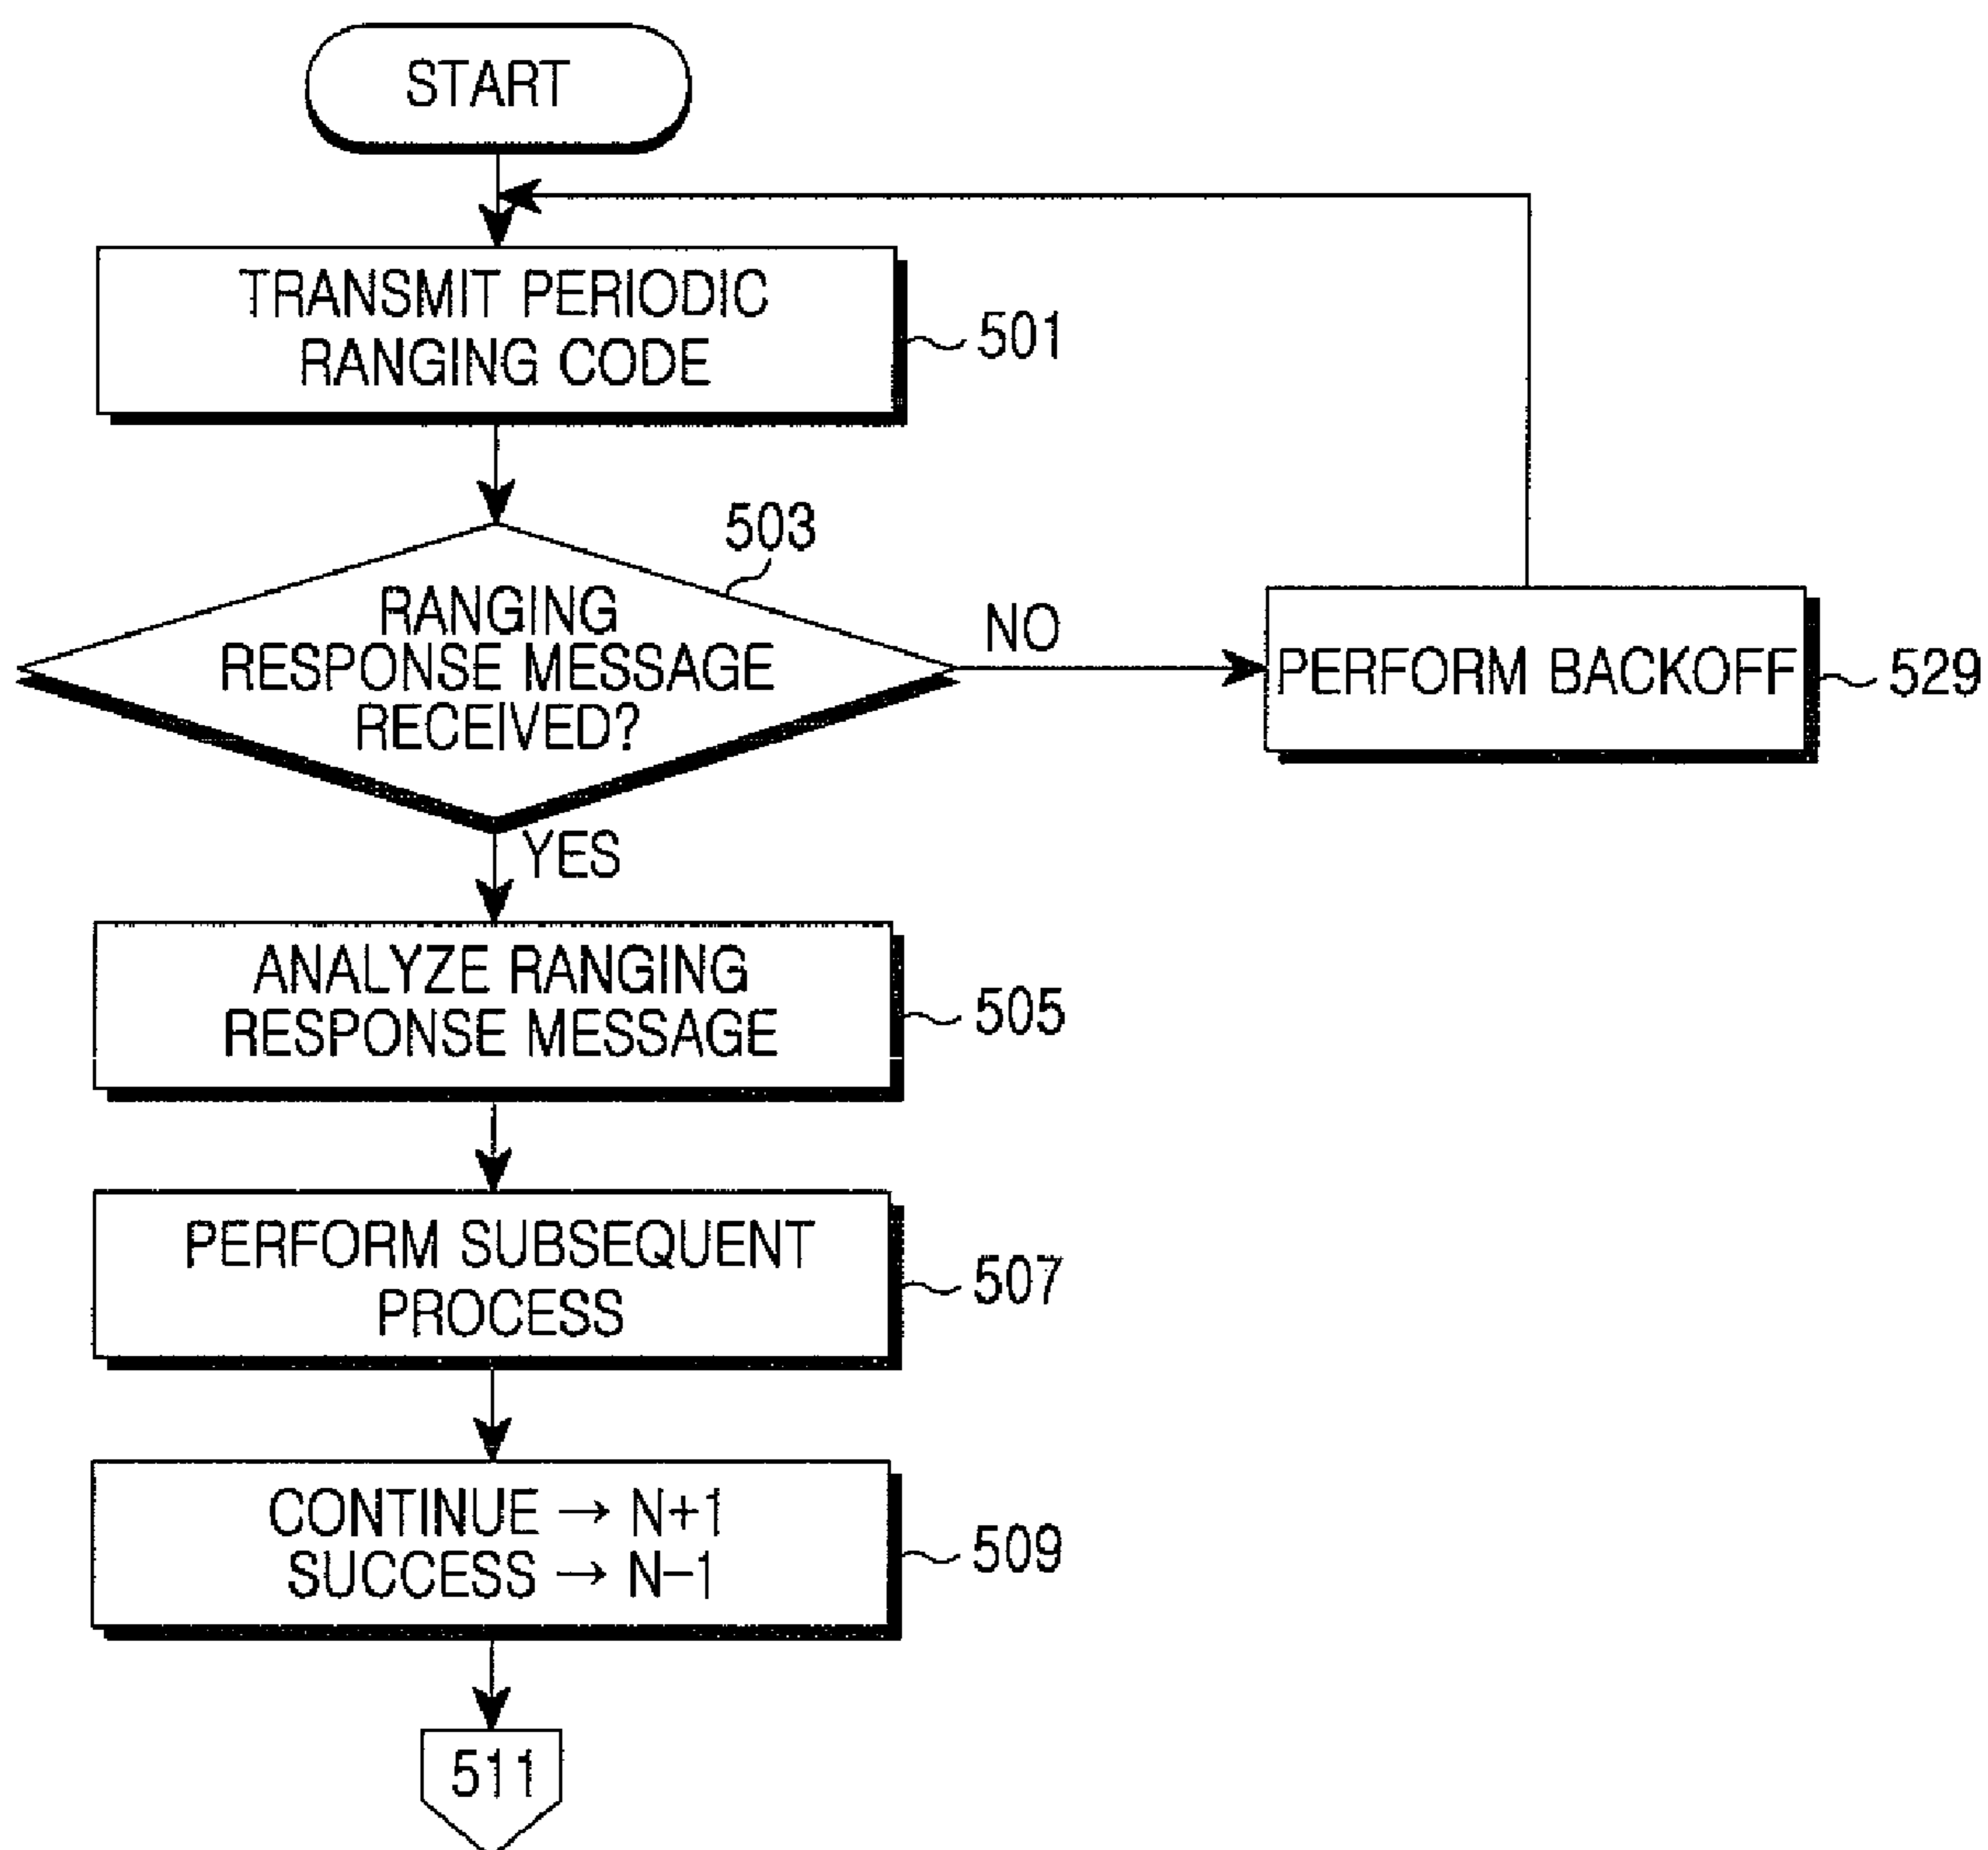 START
TRANSMIT PERIODIC
RANGING CODE
501
503
RANGING
RESPONSE MESSAGE
RECEIVED?
NO
PERFORM BACKOFF
529
YES
ANALYZE RANGING
RESPONSE MESSAGE
505
PERFORM SUBSEQUENT
PROCESS
507
CONTINUE → N+1
SUCCESS → N−1
509
511